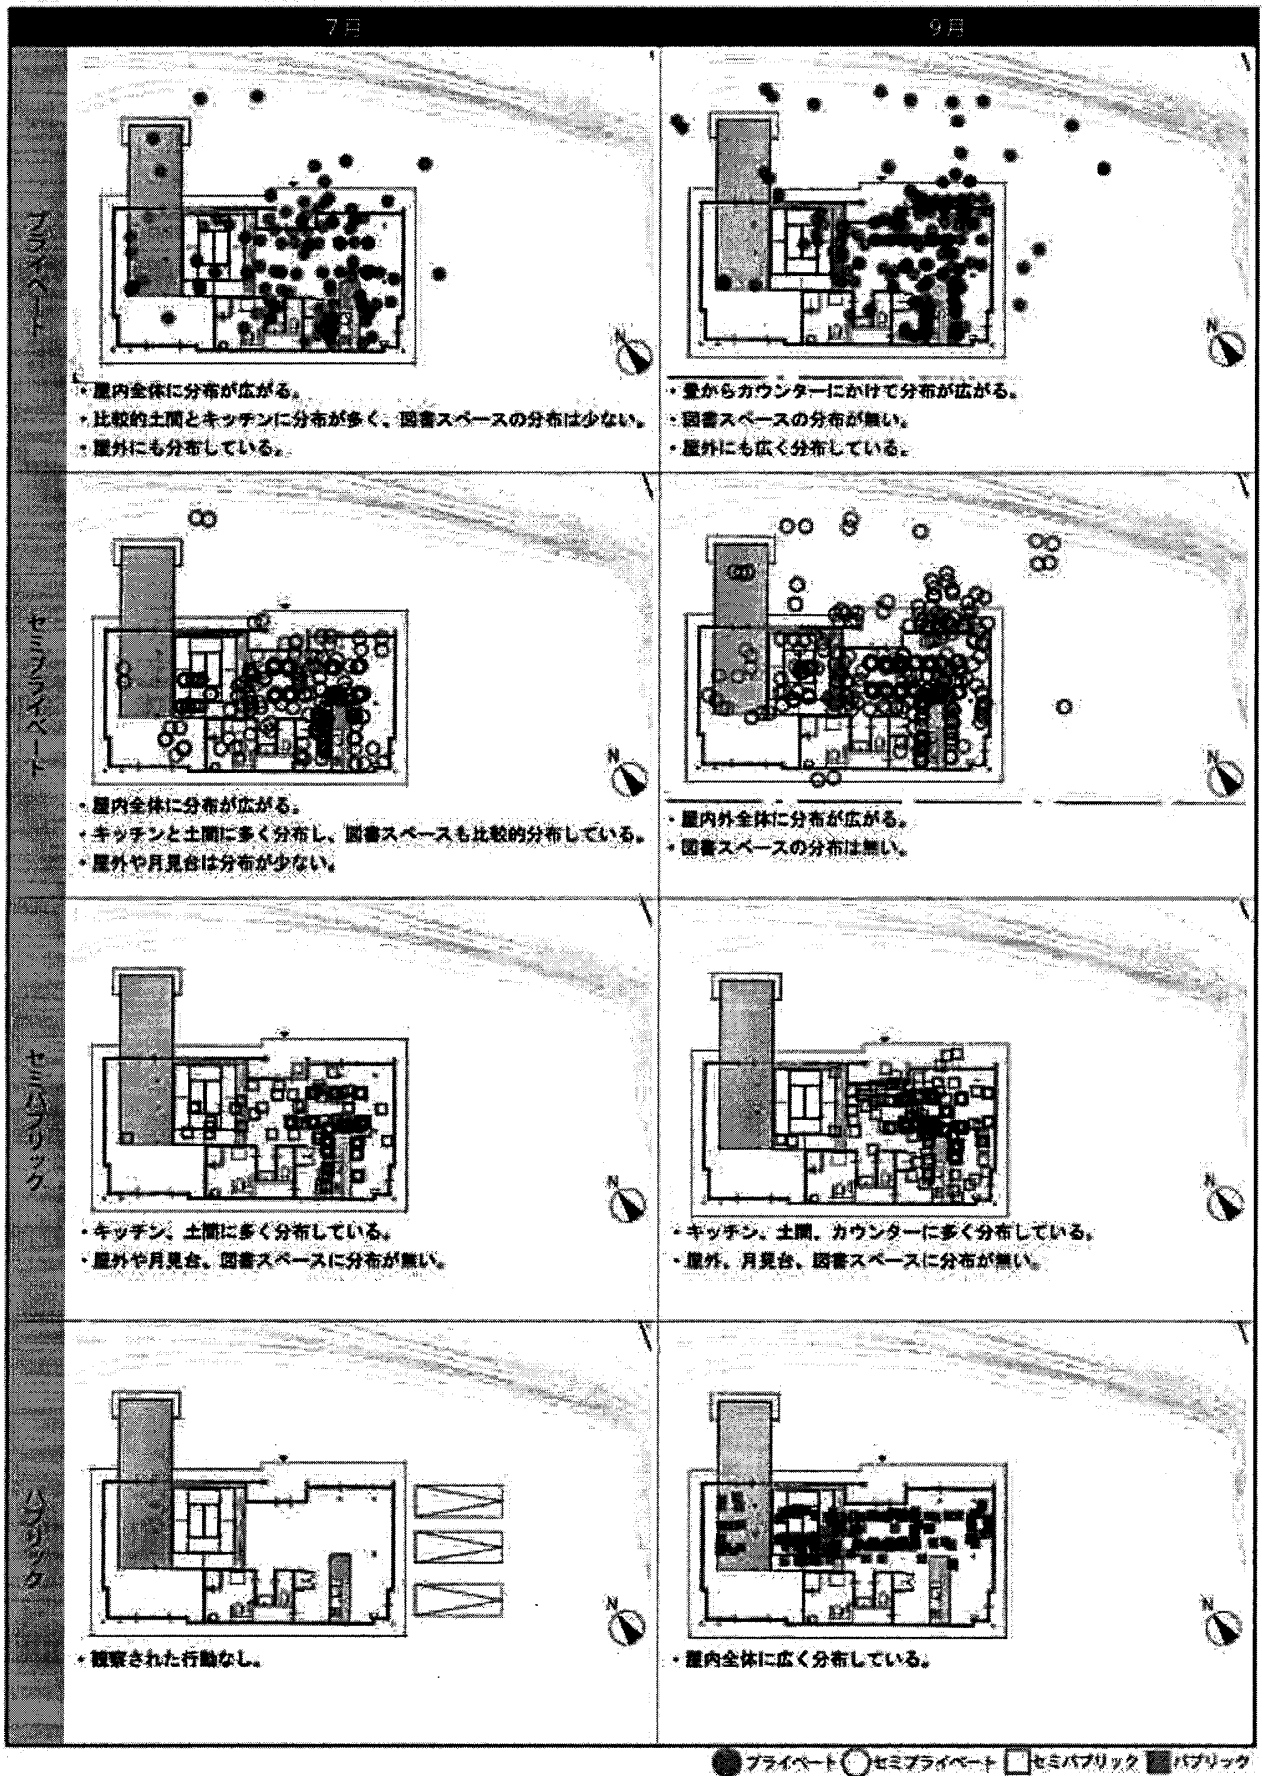 7月
9月
プライベート
N
N
・屋内全体に分布が広がる。
・比較的土間とキッチンに分布が多く、図書スペースの分布は少ない。
・屋外にも分布している。
・畳からカウンターにかけて分布が広がる。
・図書スペースの分布が無い。
・屋外にも広く分布している。
セミプライベート
N
N
・屋内全体に分布が広がる。
・キッチンと土間に多く分布し、図書スペースも比較的分布している。
・屋外や月見台は分布が少ない。
・屋内外全体に分布が広がる。
・図書スペースの分布は無い。
セミパブリック
N
N
・キッチン、土間に多く分布している。
・屋外や月見台、図書スペースに分布が無い。
・キッチン、土間、カウンターに多く分布している。
・屋外、月見台、図書スペースに分布が無い。
パブリック
N
N
・観察された行動なし。
・屋内全体に広く分布している。
プライベート セミプライベート セミパブリック パブリック